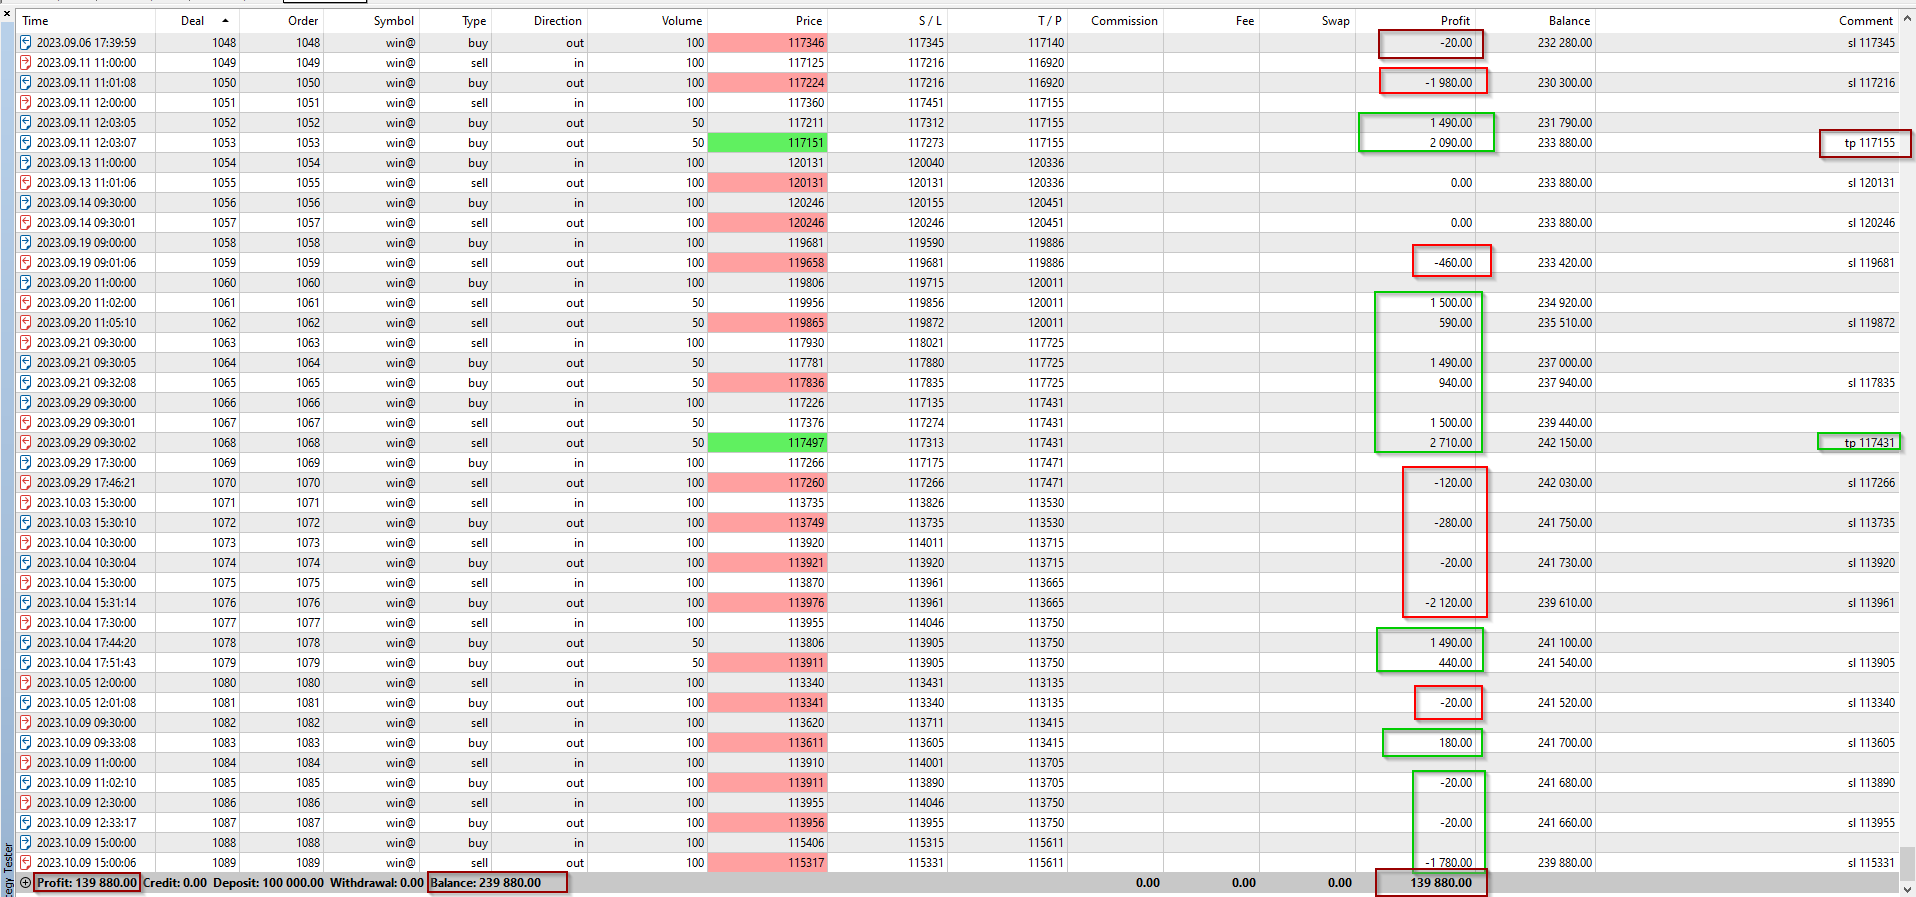 Time Deal Order Symbol Type Direction Volume Price S / L T / P Commission Fee Swap Profit Balance Comment
2023.09.06 17:39:59 1048 1048 win@ buy out 100 117346 117345 117140 -20.00 232 280.00 sl 117345
2023.09.11 11:00:00 1049 1049 win@ sell in 100 117125 117216 116920
2023.09.11 11:01:08 1050 1050 win@ buy out 100 117224 117216 116920 -1 980.00 230 300.00 sl 117216
2023.09.11 12:00:00 1051 1051 win@ sell in 100 117360 117451 117155
2023.09.11 12:03:05 1052 1052 win@ buy out 50 117211 117312 117155 1 490.00 231 790.00
2023.09.11 12:03:07 1053 1053 win@ buy out 50 117151 117273 117155 2 090.00 233 880.00 tp 117155
2023.09.13 11:00:00 1054 1054 win@ buy in 100 120131 120040 120336
2023.09.13 11:01:06 1055 1055 win@ sell out 100 120131 120131 120336 0.00 233 880.00 sl 120131
2023.09.14 09:30:00 1056 1056 win@ buy in 100 120246 120155 120451
2023.09.14 09:30:01 1057 1057 win@ sell out 100 120246 120246 120451 0.00 233 880.00 sl 120246
2023.09.19 09:00:00 1058 1058 win@ buy in 100 119681 119590 119886
2023.09.19 09:01:06 1059 1059 win@ sell out 100 119658 119681 119886 -460.00 233 420.00 sl 119681
2023.09.20 11:00:00 1060 1060 win@ buy in 100 119806 119715 120011
2023.09.20 11:02:00 1061 1061 win@ sell out 50 119956 119856 120011 1 500.00 234 920.00
2023.09.20 11:05:10 1062 1062 win@ sell out 50 119865 119872 120011 590.00 235 510.00 sl 119872
2023.09.21 09:30:00 1063 1063 win@ sell in 100 117930 118021 117725
2023.09.21 09:30:05 1064 1064 win@ buy out 50 117781 117880 117725 1 490.00 237 000.00
2023.09.21 09:32:08 1065 1065 win@ buy out 50 117836 117835 117725 940.00 237 940.00 sl 117835
2023.09.29 09:30:00 1066 1066 win@ buy in 100 117226 117135 117431
2023.09.29 09:30:01 1067 1067 win@ sell out 50 117376 117274 117431 1 500.00 239 440.00
2023.09.29 09:30:02 1068 1068 win@ sell out 50 117497 117313 117431 2 710.00 242 150.00 tp 117431
2023.09.29 17:30:00 1069 1069 win@ buy in 100 117266 117175 117471
2023.09.29 17:46:21 1070 1070 win@ sell out 100 117260 117266 117471 -120.00 242 030.00 sl 117266
2023.10.03 15:30:00 1071 1071 win@ sell in 100 113735 113826 113530
2023.10.03 15:30:10 1072 1072 win@ buy out 100 113749 113735 113530 -280.00 241 750.00 sl 113735
2023.10.04 10:30:00 1073 1073 win@ sell in 100 113920 114011 113715
2023.10.04 10:30:04 1074 1074 win@ buy out 100 113921 113920 113715 -20.00 241 730.00 sl 113920
2023.10.04 15:30:00 1075 1075 win@ sell in 100 113870 113961 113665
2023.10.04 15:31:14 1076 1076 win@ buy out 100 113976 113961 113665 -2 120.00 239 610.00 sl 113961
2023.10.04 17:30:00 1077 1077 win@ sell in 100 113955 114046 113750
2023.10.04 17:44:20 1078 1078 win@ buy out 50 113806 113905 113750 1 490.00 241 100.00
2023.10.04 17:51:43 1079 1079 win@ buy out 50 113911 113905 113750 440.00 241 540.00 sl 113905
2023.10.05 12:00:00 1080 1080 win@ sell in 100 113340 113431 113135
2023.10.05 12:01:08 1081 1081 win@ buy out 100 113341 113340 113135 -20.00 241 520.00 sl 113340
2023.10.09 09:30:00 1082 1082 win@ sell in 100 113620 113711 113415
2023.10.09 09:33:08 1083 1083 win@ buy out 100 113611 113605 113415 180.00 241 700.00 sl 113605
2023.10.09 11:00:00 1084 1084 win@ sell in 100 113910 114001 113705
2023.10.09 11:02:10 1085 1085 win@ buy out 100 113911 113890 113705 -20.00 241 680.00 sl 113890
2023.10.09 12:30:00 1086 1086 win@ sell in 100 113955 114046 113750
2023.10.09 12:33:17 1087 1087 win@ buy out 100 113956 113955 113750 -20.00 241 660.00 sl 113955
2023.10.09 15:00:00 1088 1088 win@ buy in 100 115406 115315 115611
2023.10.09 15:00:06 1089 1089 win@ sell out 100 115317 115331 115611 -1 780.00 239 880.00 sl 115331
Profit: 139 880.00 Credit: 0.00 Deposit: 100 000.00 Withdrawal: 0.00 Balance: 239 880.00 0.00 0.00 0.00 139 880.00
Tester